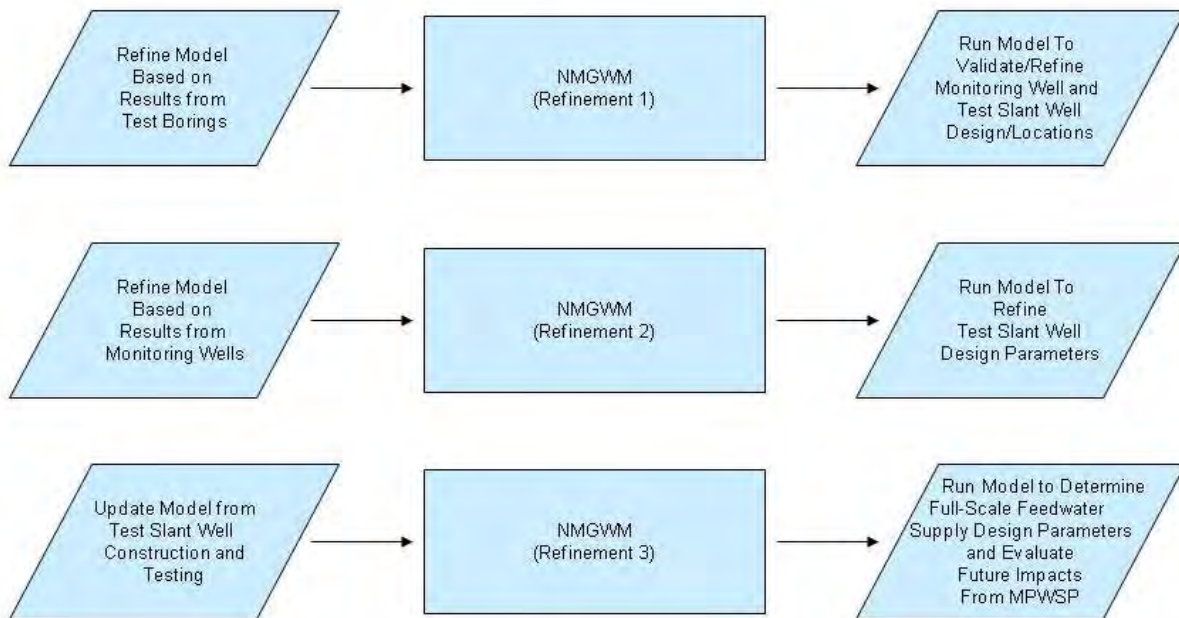 Refine Model
Based on
Results from
Test Borings
NMGWM
(Refinement 1)
Run Model To
Validate/Refine
Monitoring Well and
Test Slant Well
Design/Locations
Refine Model
Based on
Results from
Monitoring Wells
NMGWM
(Refinement 2)
Run Model To
Refine
Test Slant Well
Design Parameters
Update Model from
Test Slant Well
Construction and
Testing
NMGWM
(Refinement 3)
Run Model to Determine
Full-Scale Feedwater
Supply Design Parameters
and Evaluate
Future Impacts
From MPWSP